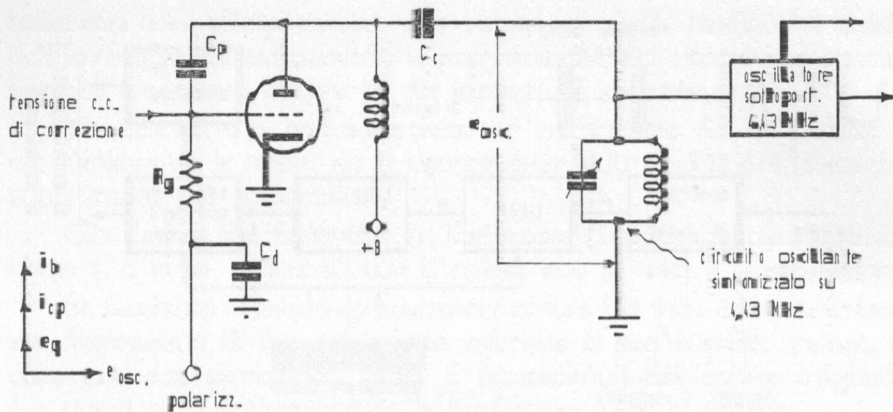 Cp
Cr
tensione c.c.
di correzione
e osc.
oscillatore
sottoport.
4,43 MHz
Rg
+B
Cd
circuito oscillante
sintonizzato su
4,43 MHz
ib
icp
eg
e osc.
polarizz.